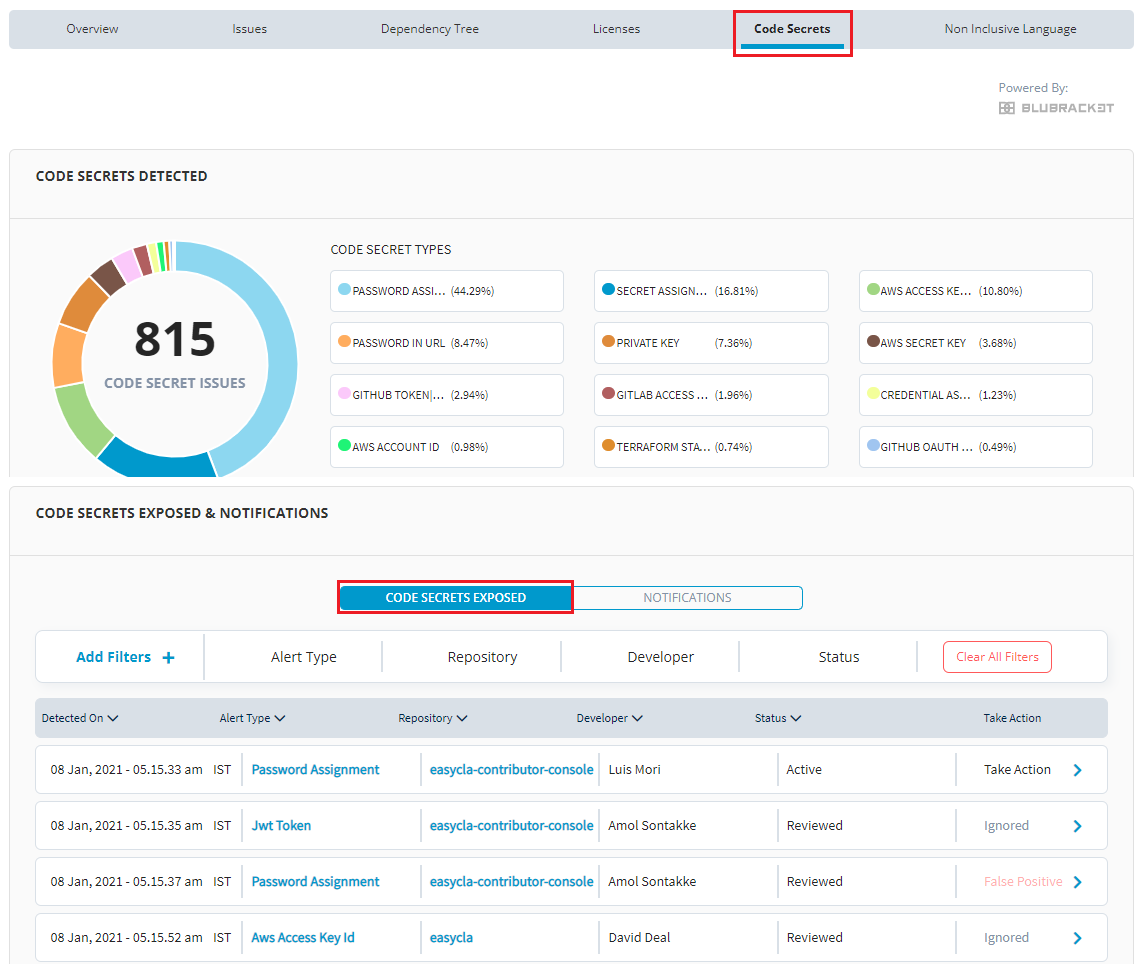 Overview Issues Dependency Tree Licenses Code Secrets Non Inclusive Language
Powered By:
BLUBRACKET
CODE SECRETS DETECTED
815
CODE SECRET ISSUES
CODE SECRET TYPES
PASSWORD ASSI... (44.29%) SECRET ASSIGN... (16.81%) AWS ACCESS KE... (10.80%)
PASSWORD IN URL (8.47%) PRIVATE KEY (7.36%) AWS SECRET KEY (3.68%)
GITHUB TOKEN|... (2.94%) GITLAB ACCESS ... (1.96%) CREDENTIAL AS... (1.23%)
AWS ACCOUNT ID (0.98%) TERRAFORM STA... (0.74%) GITHUB OAUTH ... (0.49%)
CODE SECRETS EXPOSED & NOTIFICATIONS
CODE SECRETS EXPOSED NOTIFICATIONS
Add Filters + Alert Type Repository Developer Status Clear All Filters
Detected On Alert Type Repository Developer Status Take Action
08 Jan, 2021 - 05.15.33 am IST Password Assignment easycla-contributor-console Luis Mori Active Take Action
08 Jan, 2021 - 05.15.35 am IST Jwt Token easycla-contributor-console Amol Sontakke Reviewed Ignored
08 Jan, 2021 - 05.15.37 am IST Password Assignment easycla-contributor-console Amol Sontakke Reviewed False Positive
08 Jan, 2021 - 05.15.52 am IST Aws Access Key Id easycla David Deal Reviewed Ignored